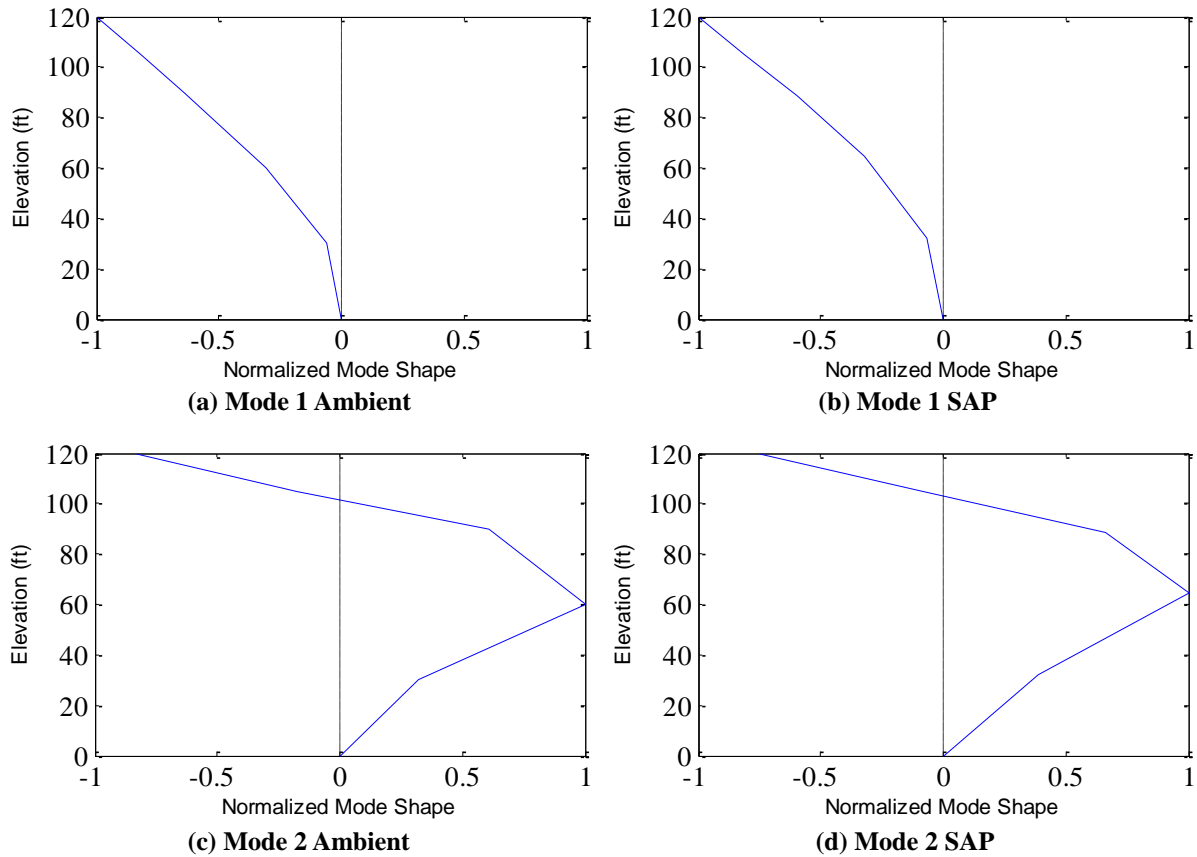 120
100
80
60
40
20
0
Elevation (ft)
-1 -0.5 0 0.5 1
Normalized Mode Shape
(a) Mode 1 Ambient
120
100
80
60
40
20
0
Elevation (ft)
-1 -0.5 0 0.5 1
Normalized Mode Shape
(b) Mode 1 SAP
120
100
80
60
40
20
0
Elevation (ft)
-1 -0.5 0 0.5 1
Normalized Mode Shape
(c) Mode 2 Ambient
120
100
80
60
40
20
0
Elevation (ft)
-1 -0.5 0 0.5 1
Normalized Mode Shape
(d) Mode 2 SAP